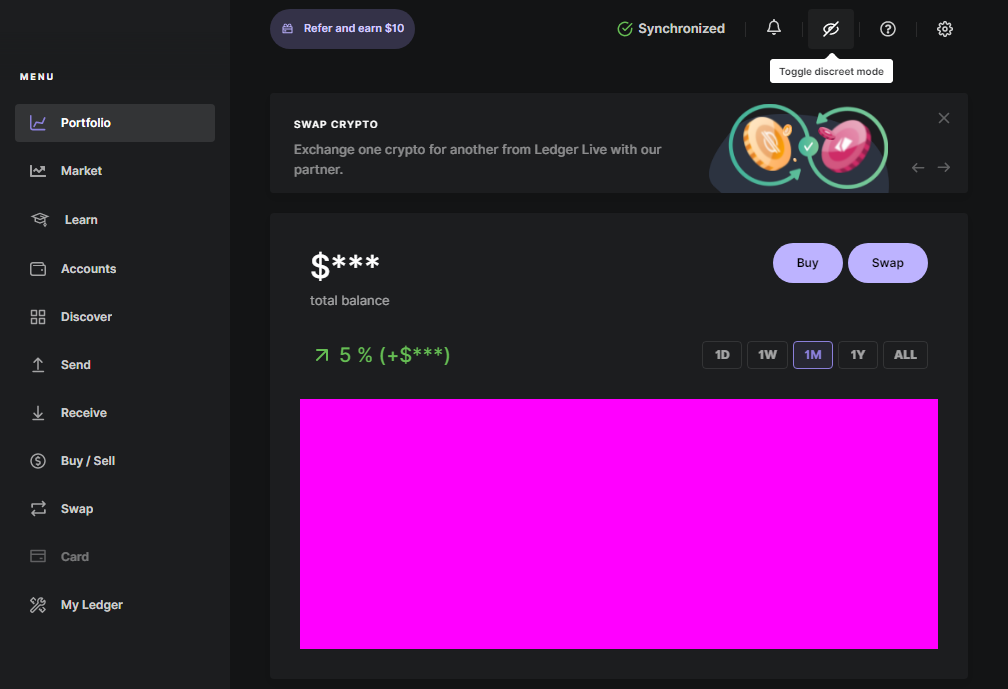 Refer and earn $10
Synchronized
Toggle discreet mode
MENU
Portfolio
Market
Learn
Accounts
Discover
Send
Receive
Buy / Sell
Swap
Card
My Ledger
SWAP CRYPTO
Exchange one crypto for another from Ledger Live with our
partner.
$***
total balance
Buy
Swap
5 % (+$***)
1D
1W
1M
1Y
ALL